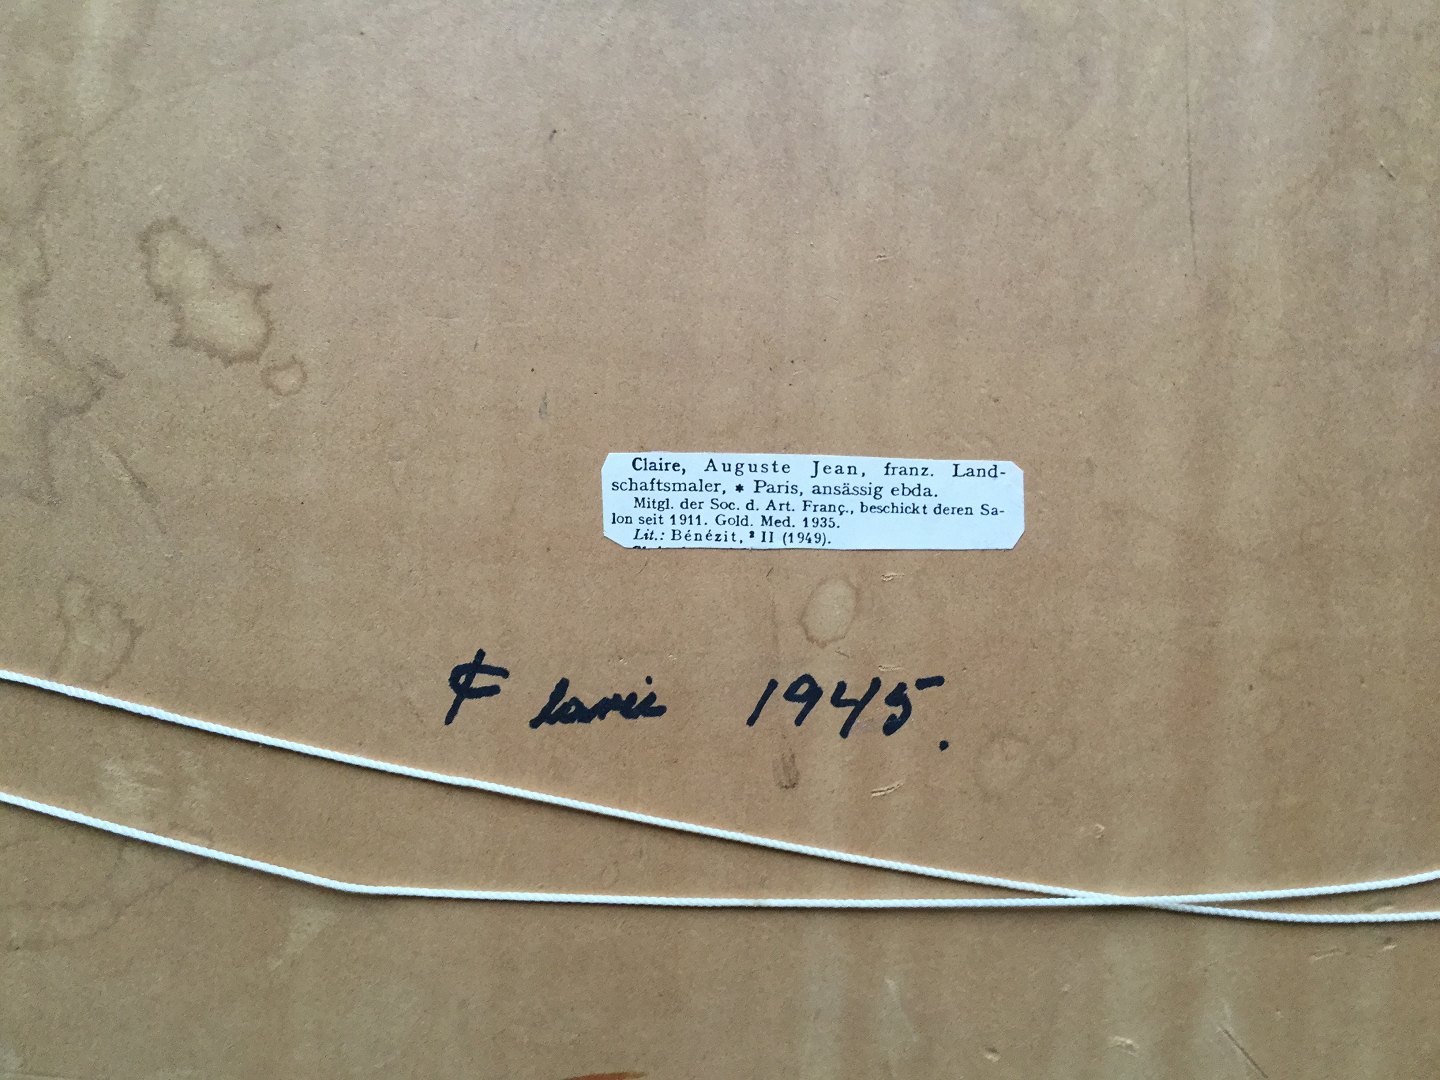 Claire, Auguste Jean, franz. Land-
schaftsmaler, * Paris, ansässig ebda.
Mitgl. der Soc. d. Art. Franç., beschickt deren Sa-
lon seit 1911. Gold. Med. 1935.
Lit.: Bénézit, ² II (1949).
1945.